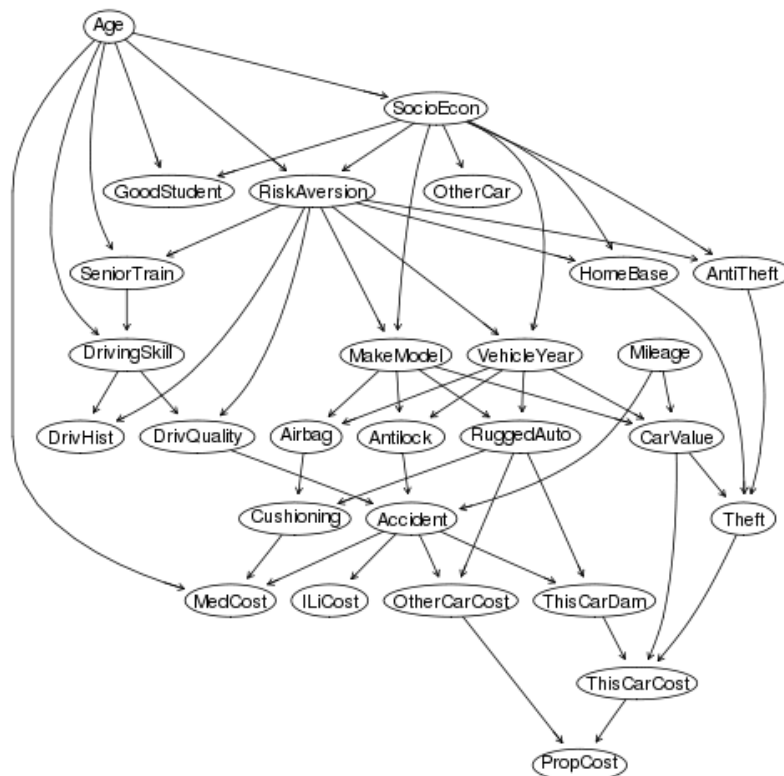 Age
SocioEcon
GoodStudent RiskAversion OtherCar
SeniorTrain HomeBase AntiTheft
DrivingSkill MakeModel VehicleYear Mileage
DrivHist DrivQuality Airbag Antilock RuggedAuto CarValue
Cushioning Accident Theft
MedCost ILiCost OtherCarCost ThisCarDam
ThisCarCost
PropCost